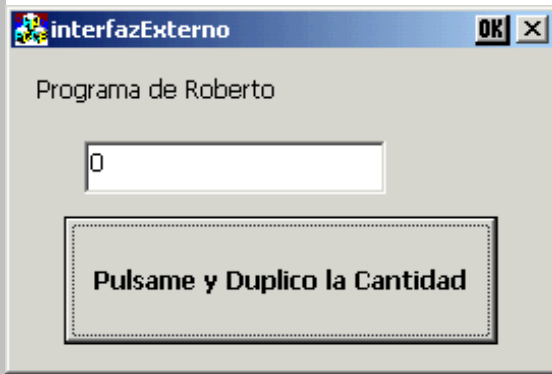 interfazExterno OK
Programa de Roberto
0
Pulsame y Duplico la Cantidad